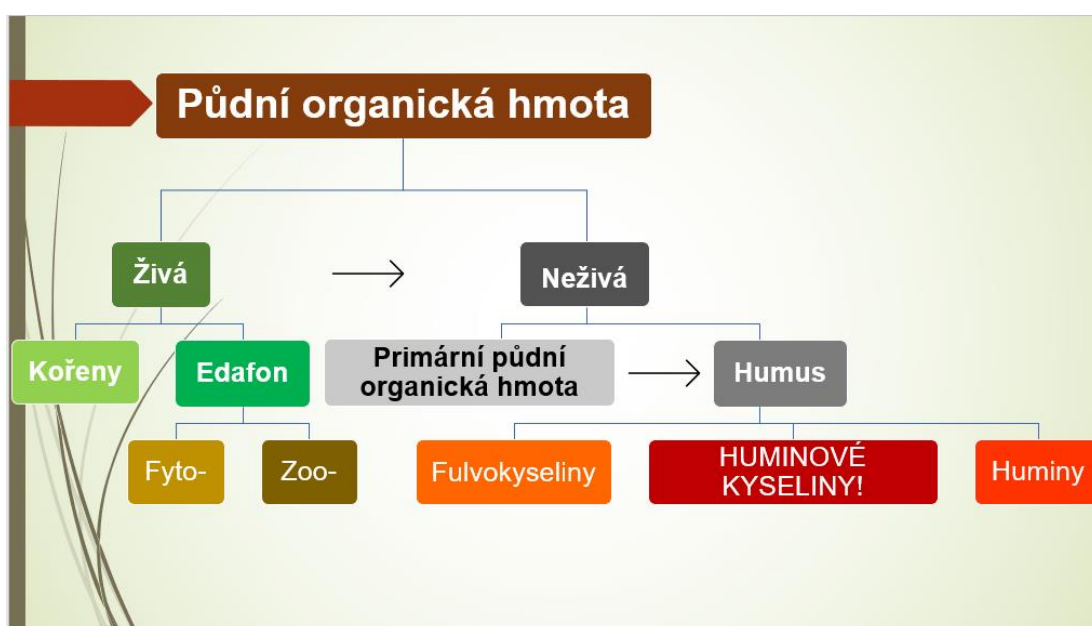 Půdní organická hmota
Živá
Neživá
Kořeny
Edafon
Primární půdní
organická hmota
Humus
Fyto-
Zoo-
Fulvokyseliny
HUMINOVÉ
KYSELINY!
Huminy